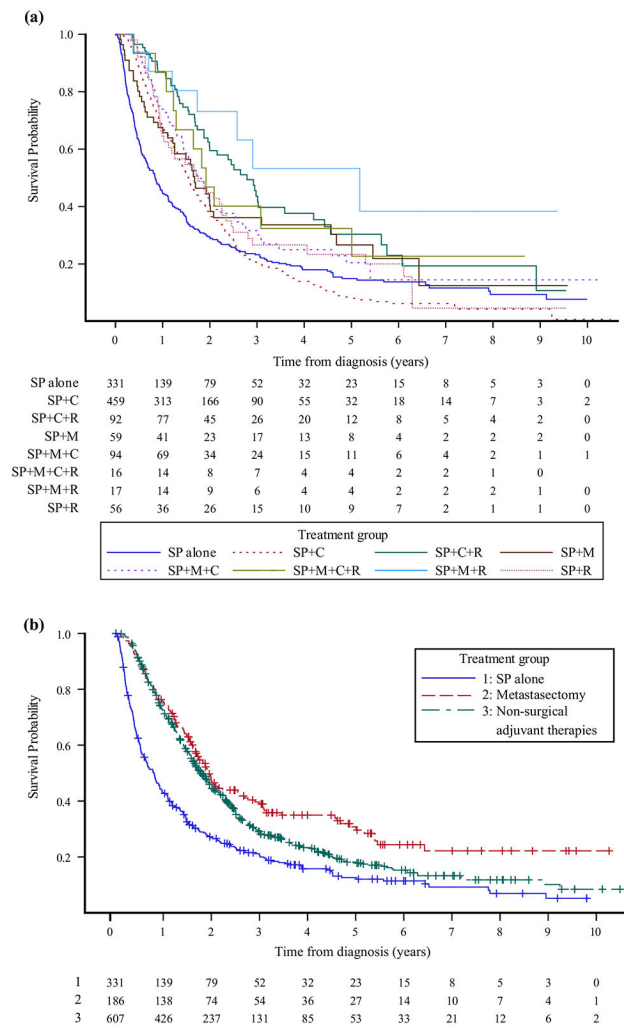 (a)
1.0
0.8
0.6
0.4
0.2
Survival Probability
0 1 2 3 4 5 6 7 8 9 10
Time from diagnosis (years)
SP alone 331 139 79 52 32 23 15 8 5 3 0
SP+C 459 313 166 90 55 32 18 14 7 3 2
SP+C+R 92 77 45 26 20 12 8 5 4 2 0
SP+M 59 41 23 17 13 8 4 2 2 2 0
SP+M+C 94 69 34 24 15 11 6 4 2 1 1
SP+M+C+R 16 14 8 7 4 4 2 2 1 0
SP+M+R 17 14 9 6 4 4 2 2 2 1 0
SP+R 56 36 26 15 10 9 7 2 1 1 0
Treatment group
SP alone SP+C SP+C+R SP+M
SP+M+C SP+M+C+R SP+M+R SP+R
(b)
1.0
0.8
0.6
0.4
0.2
Survival Probability
Treatment group
1: SP alone
2: Metastasectomy
3: Non-surgical
adjuvant therapies
0 1 2 3 4 5 6 7 8 9 10
Time from diagnosis (years)
1 331 139 79 52 32 23 15 8 5 3 0
2 186 138 74 54 36 27 14 10 7 4 1
3 607 426 237 131 85 53 33 21 12 6 2